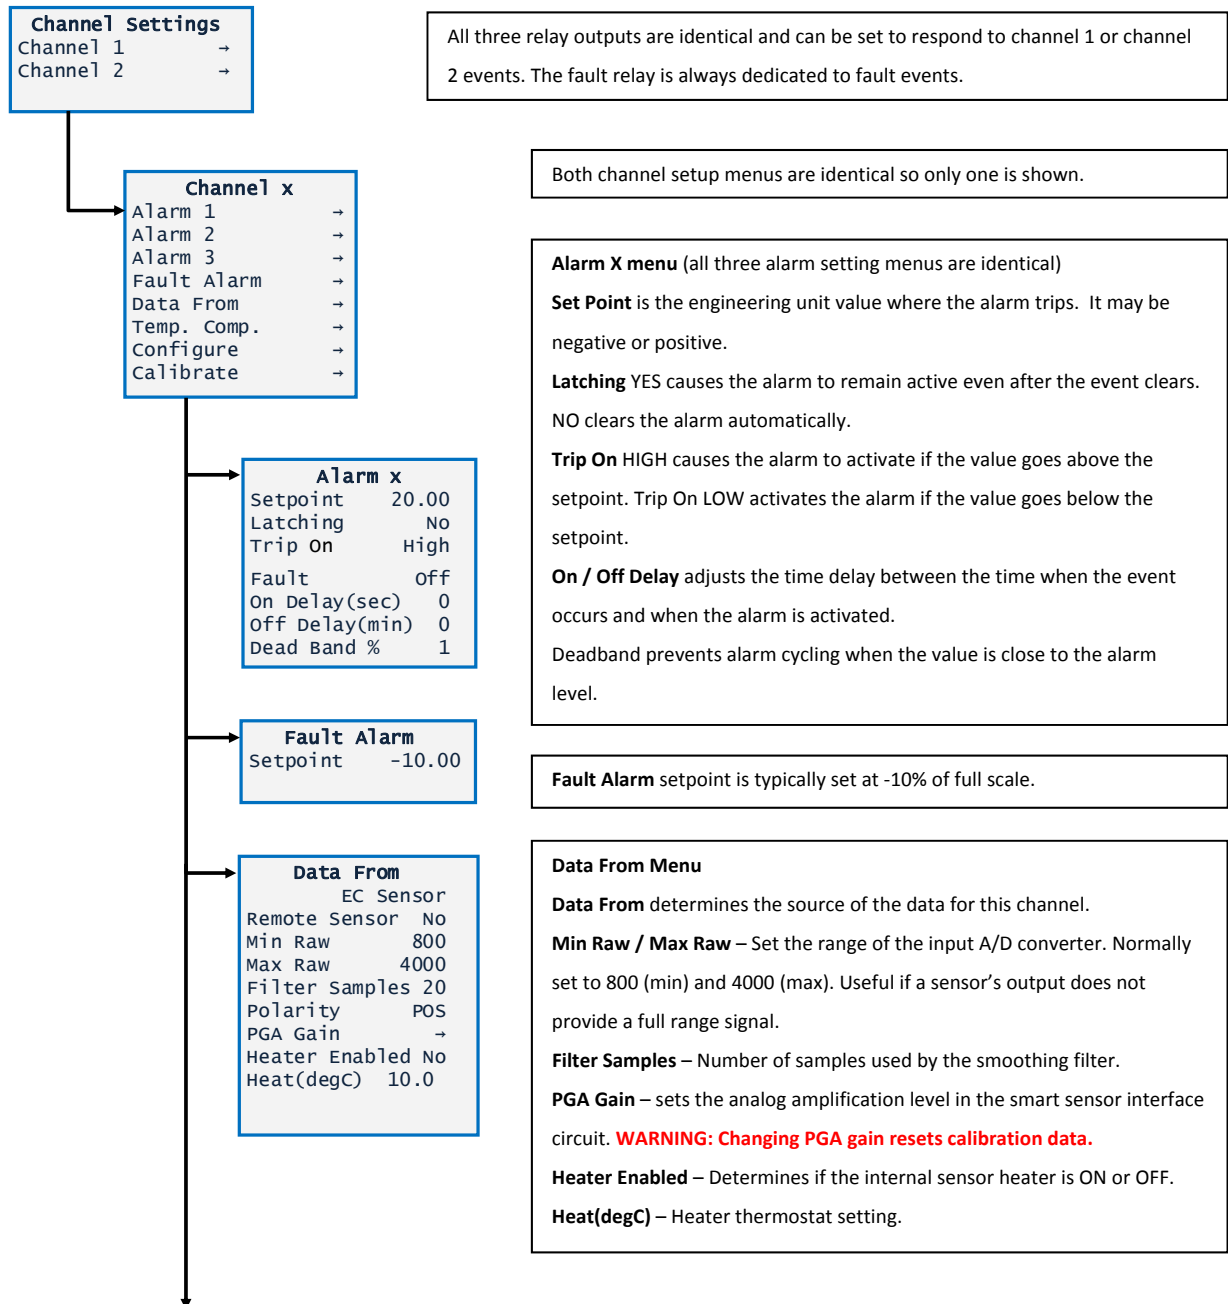 Channel Settings
Channel 1 →
Channel 2 →
All three relay outputs are identical and can be set to respond to channel 1 or channel
2 events. The fault relay is always dedicated to fault events.
Channel x
Alarm 1 →
Alarm 2 →
Alarm 3 →
Fault Alarm →
Data From →
Temp. Comp. →
Configure →
Calibrate →
Both channel setup menus are identical so only one is shown.
Alarm x
Setpoint 20.00
Latching No
Trip On High
Fault Off
On Delay(sec) 0
Off Delay(min) 0
Dead Band % 1
Alarm X menu (all three alarm setting menus are identical)
Set Point is the engineering unit value where the alarm trips. It may be
negative or positive.
Latching YES causes the alarm to remain active even after the event clears.
NO clears the alarm automatically.
Trip On HIGH causes the alarm to activate if the value goes above the
setpoint. Trip On LOW activates the alarm if the value goes below the
setpoint.
On / Off Delay adjusts the time delay between the time when the event
occurs and when the alarm is activated.
Deadband prevents alarm cycling when the value is close to the alarm
level.
Fault Alarm
Setpoint -10.00
Fault Alarm setpoint is typically set at -10% of full scale.
Data From
EC Sensor
Remote Sensor No
Min Raw 800
Max Raw 4000
Filter Samples 20
Polarity POS
PGA Gain →
Heater Enabled No
Heat(degC) 10.0
Data From Menu
Data From determines the source of the data for this channel.
Min Raw / Max Raw – Set the range of the input A/D converter. Normally
set to 800 (min) and 4000 (max). Useful if a sensor’s output does not
provide a full range signal.
Filter Samples – Number of samples used by the smoothing filter.
PGA Gain – sets the analog amplification level in the smart sensor interface
circuit. WARNING: Changing PGA gain resets calibration data.
Heater Enabled – Determines if the internal sensor heater is ON or OFF.
Heat(degC) – Heater thermostat setting.